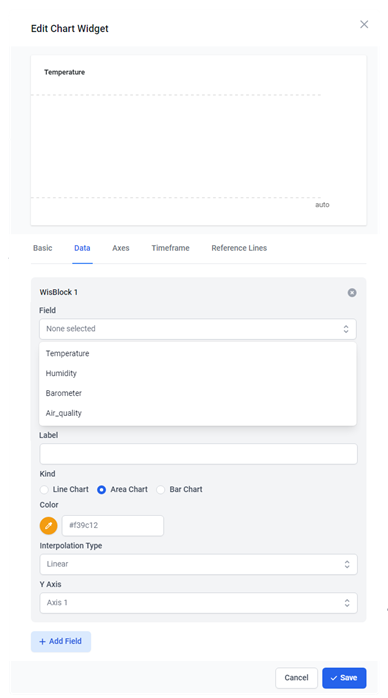 Edit Chart Widget
Temperature
auto
Basic Data Axes Timeframe Reference Lines
WisBlock 1
Field
None selected
Temperature
Humidity
Barometer
Air_quality
Label
Kind
Line Chart Area Chart Bar Chart
Color
#f39c12
Interpolation Type
Linear
Y Axis
Axis 1
+ Add Field
Cancel Save